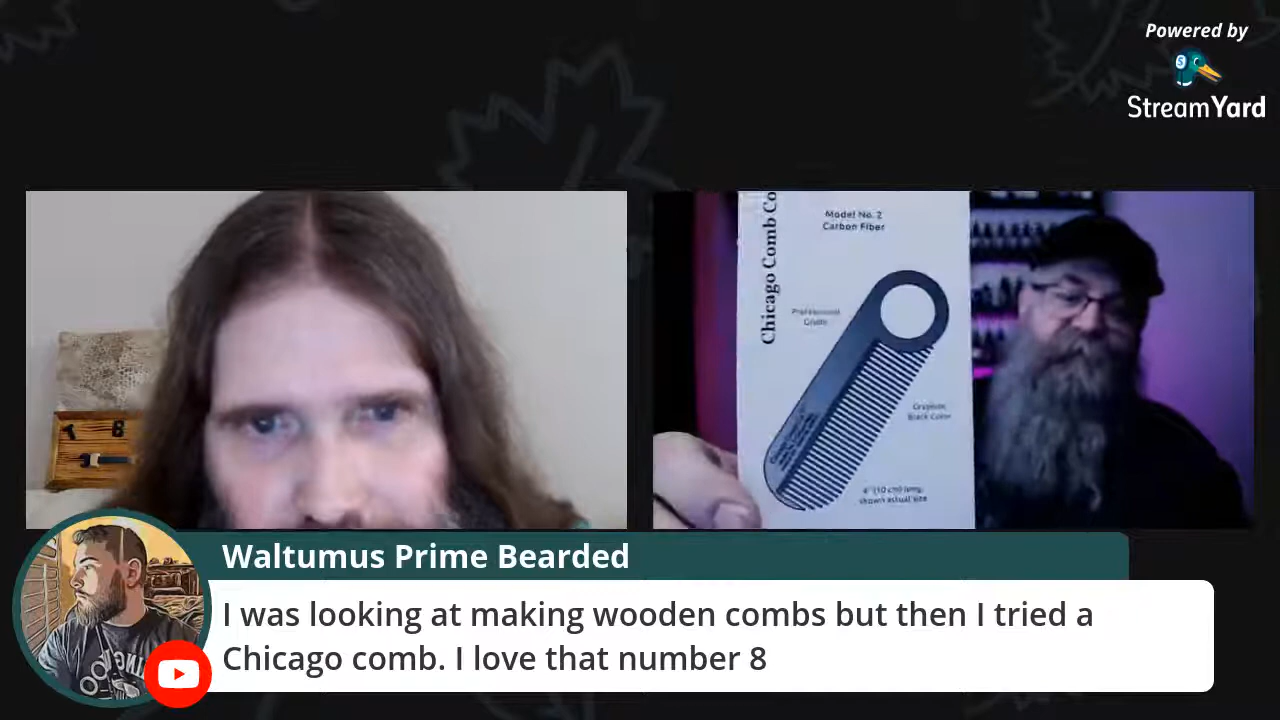 Powered by
StreamYard
Chicago Comb Co
Model No. 2
Carbon Fiber
Professional
Grade
Graphite
Black Color
4" (10 cm) long
shown actual size
T B
Waltumus Prime Bearded
I was looking at making wooden combs but then I tried a
Chicago comb. I love that number 8